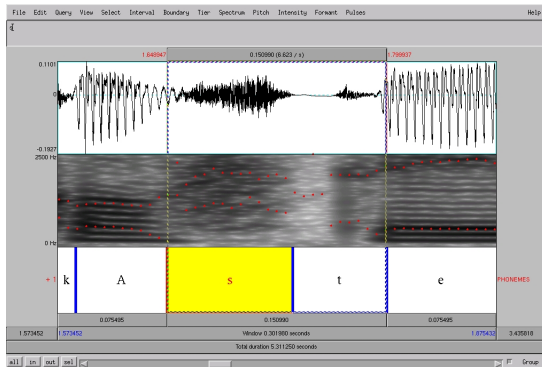 File Edit Query View Select Interval Boundary Tier Spectrum Pitch Intensity Formant Pulses Help
1.648947 0.150990 (6.623 / s) 1.799937
0.1101
0
-0.1927
2500 Hz
0 Hz
+ 1 k A s t e PHONEMES
0.075495 0.150990 0.075495
1.573452 1.573452 Window 0.301980 seconds 1.875432 3.435818
Total duration 5.311250 seconds
all in out sel Group